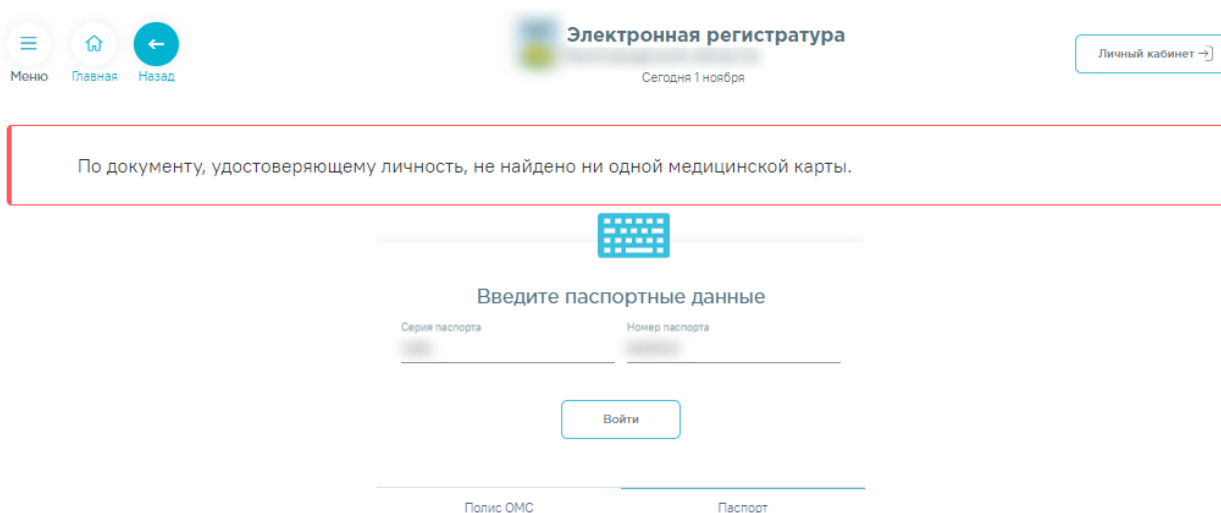 Электронная регистратура
Сегодня 1 ноября
Меню
Главная
Назад
Личный кабинет
По документу, удостоверяющему личность, не найдено ни одной медицинской карты.
Введите паспортные данные
Серия паспорта
Номер паспорта
Войти
Полис ОМС
Паспорт